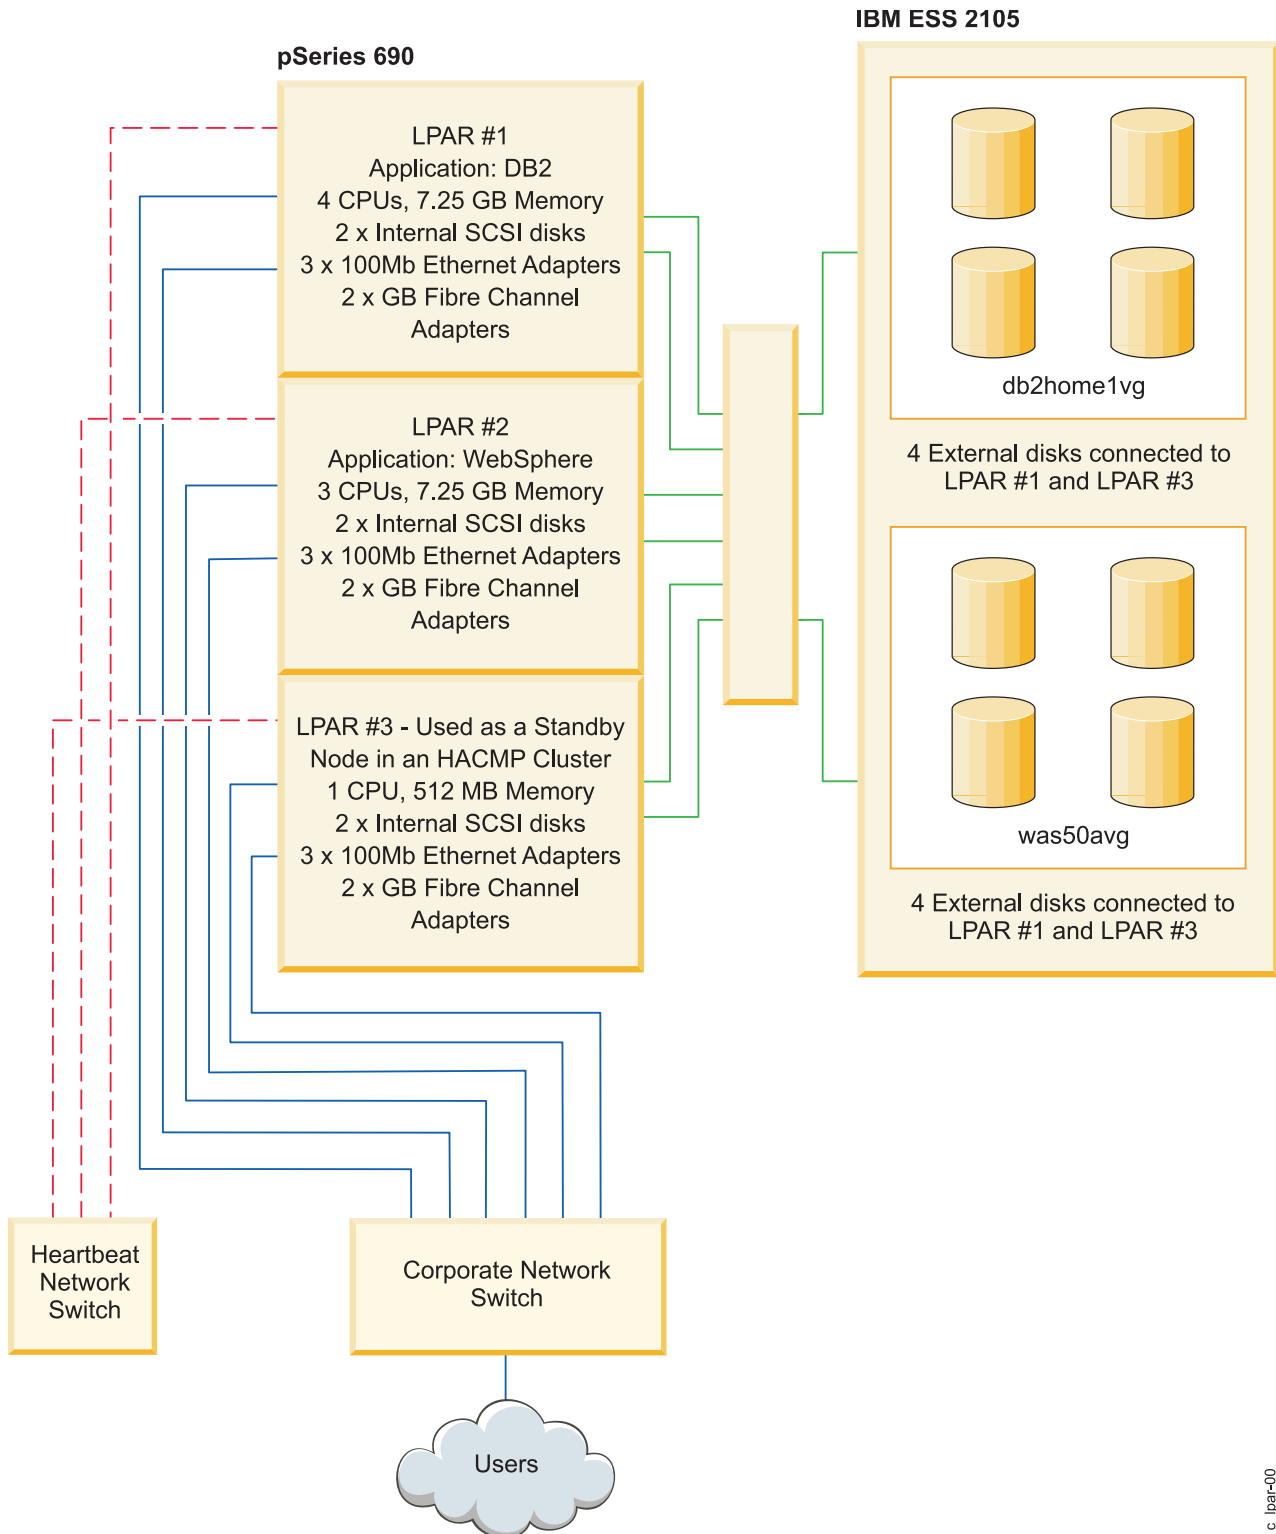 IBM ESS 2105
pSeries 690
LPAR #1
Application: DB2
4 CPUs, 7.25 GB Memory
2 x Internal SCSI disks
3 x 100Mb Ethernet Adapters
2 x GB Fibre Channel
Adapters
LPAR #2
Application: WebSphere
3 CPUs, 7.25 GB Memory
2 x Internal SCSI disks
3 x 100Mb Ethernet Adapters
2 x GB Fibre Channel
Adapters
LPAR #3 - Used as a Standby
Node in an HACMP Cluster
1 CPU, 512 MB Memory
2 x Internal SCSI disks
3 x 100Mb Ethernet Adapters
2 x GB Fibre Channel
Adapters
db2home1vg
4 External disks connected to
LPAR #1 and LPAR #3
was50avg
4 External disks connected to
LPAR #1 and LPAR #3
Heartbeat
Network
Switch
Corporate Network
Switch
Users
c_lpar-00